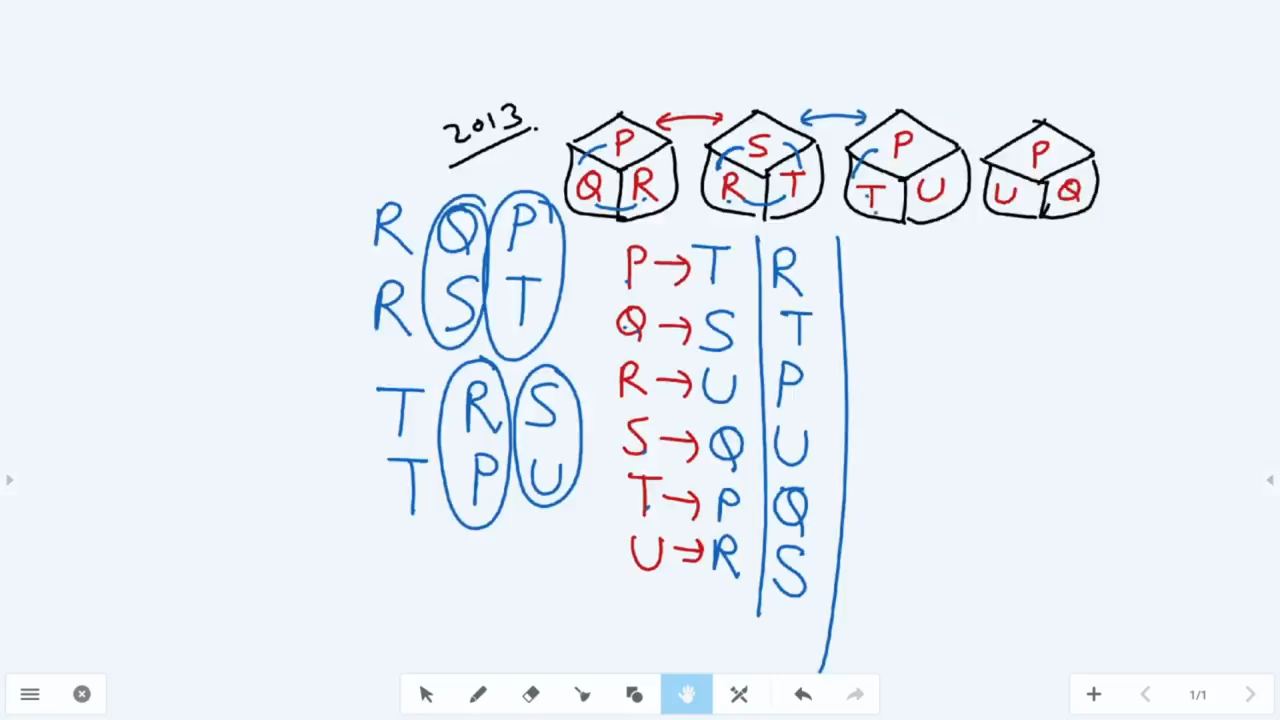 2013.
P S P P
Q R R T T U U Q
R Q P
R S T
T R S
T P U
P → T R
Q → S T
R → U P
S → Q U
T → P Q
U → R S
1/1